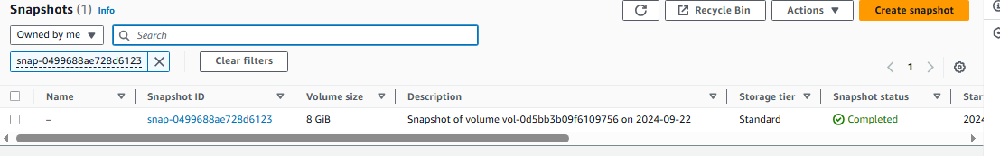 Snapshots (1) Info
Recycle Bin Actions Create snapshot
Owned by me Search
snap-0499688ae728d6123 Clear filters
1
Name Snapshot ID Volume size Description Storage tier Snapshot status Star
– snap-0499688ae728d6123 8 GiB Snapshot of volume vol-0d5bb3b09f6109756 on 2024-09-22 Standard Completed 2024